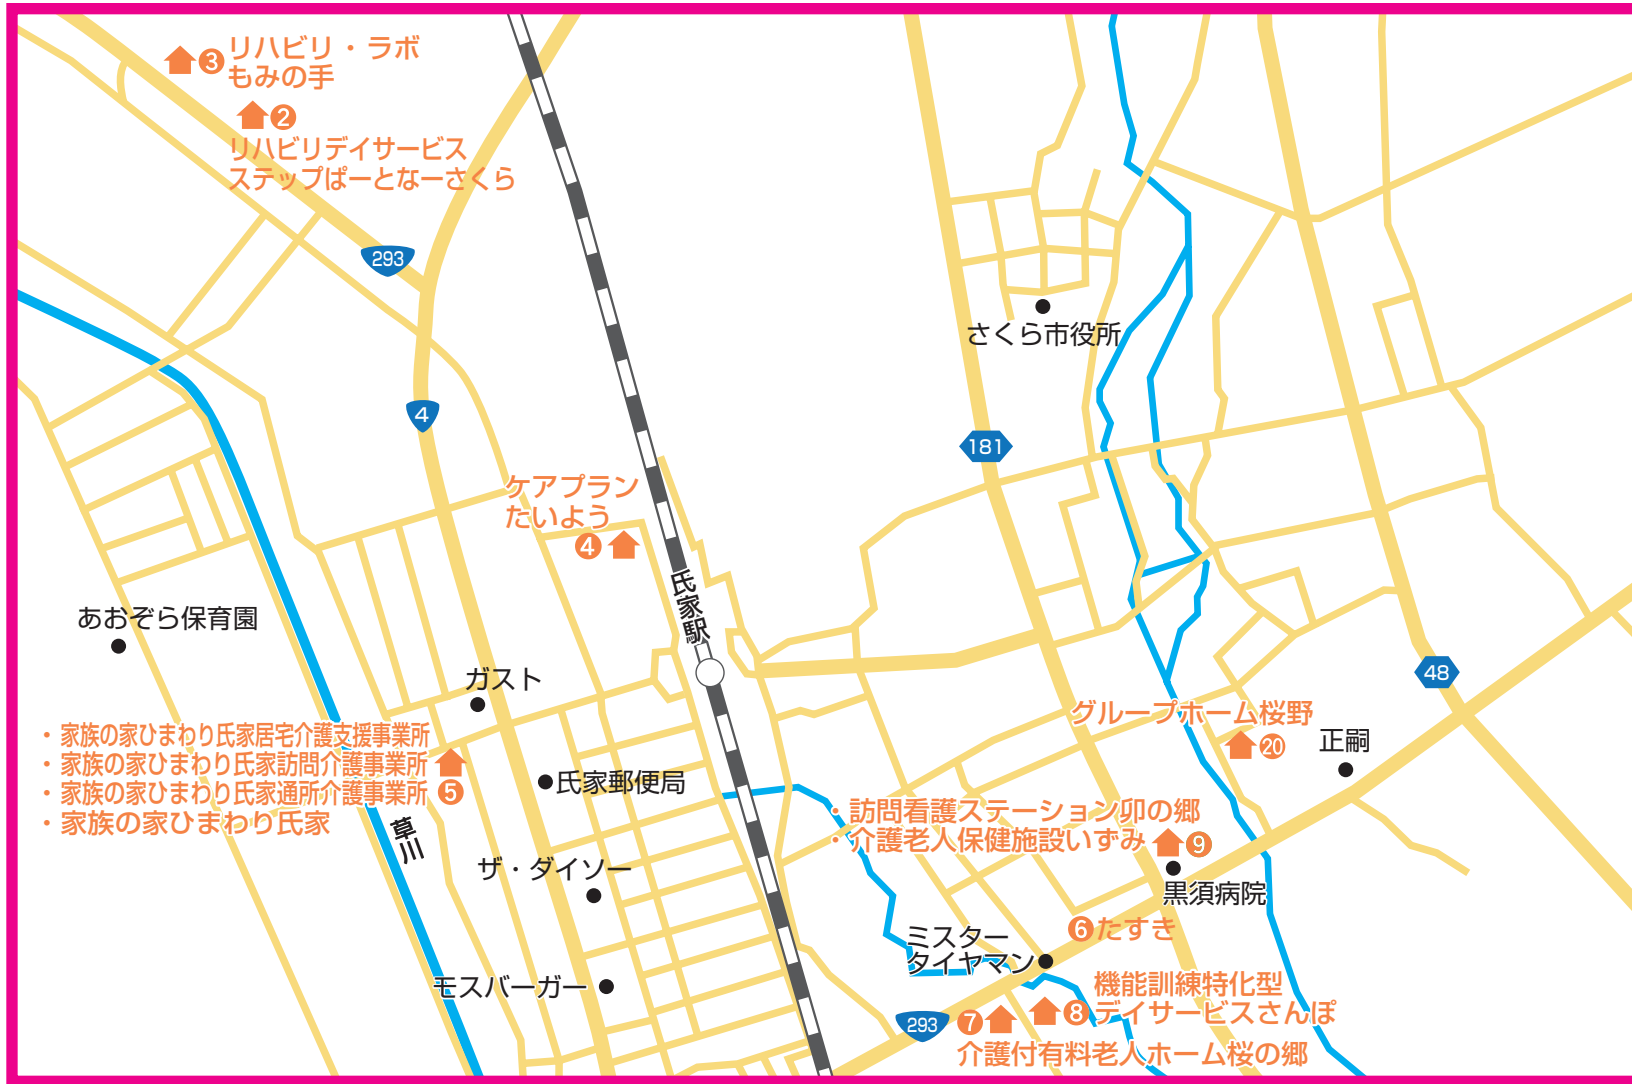 ③ リハビリ・ラボ
もみの手
②
リハビリデイサービス
ステップぱーとなーさくら
293
4
さくら市役所
181
ケアプラン
たいよう
④
氏家駅
あおぞら保育園
ガスト
48
グループホーム桜野
⑳
正嗣
・家族の家ひまわり氏家居宅介護支援事業所
・家族の家ひまわり氏家訪問介護事業所
・家族の家ひまわり氏家通所介護事業所 ⑤
・家族の家ひまわり氏家
氏家郵便局
草川
・訪問看護ステーション卯の郷
・介護老人保健施設いずみ ⑨
ザ・ダイソー
黒須病院
⑥たすき
ミスター
タイヤマン
モスバーガー
機能訓練特化型
⑧デイサービスさんぽ
293
⑦
介護付有料老人ホーム桜の郷